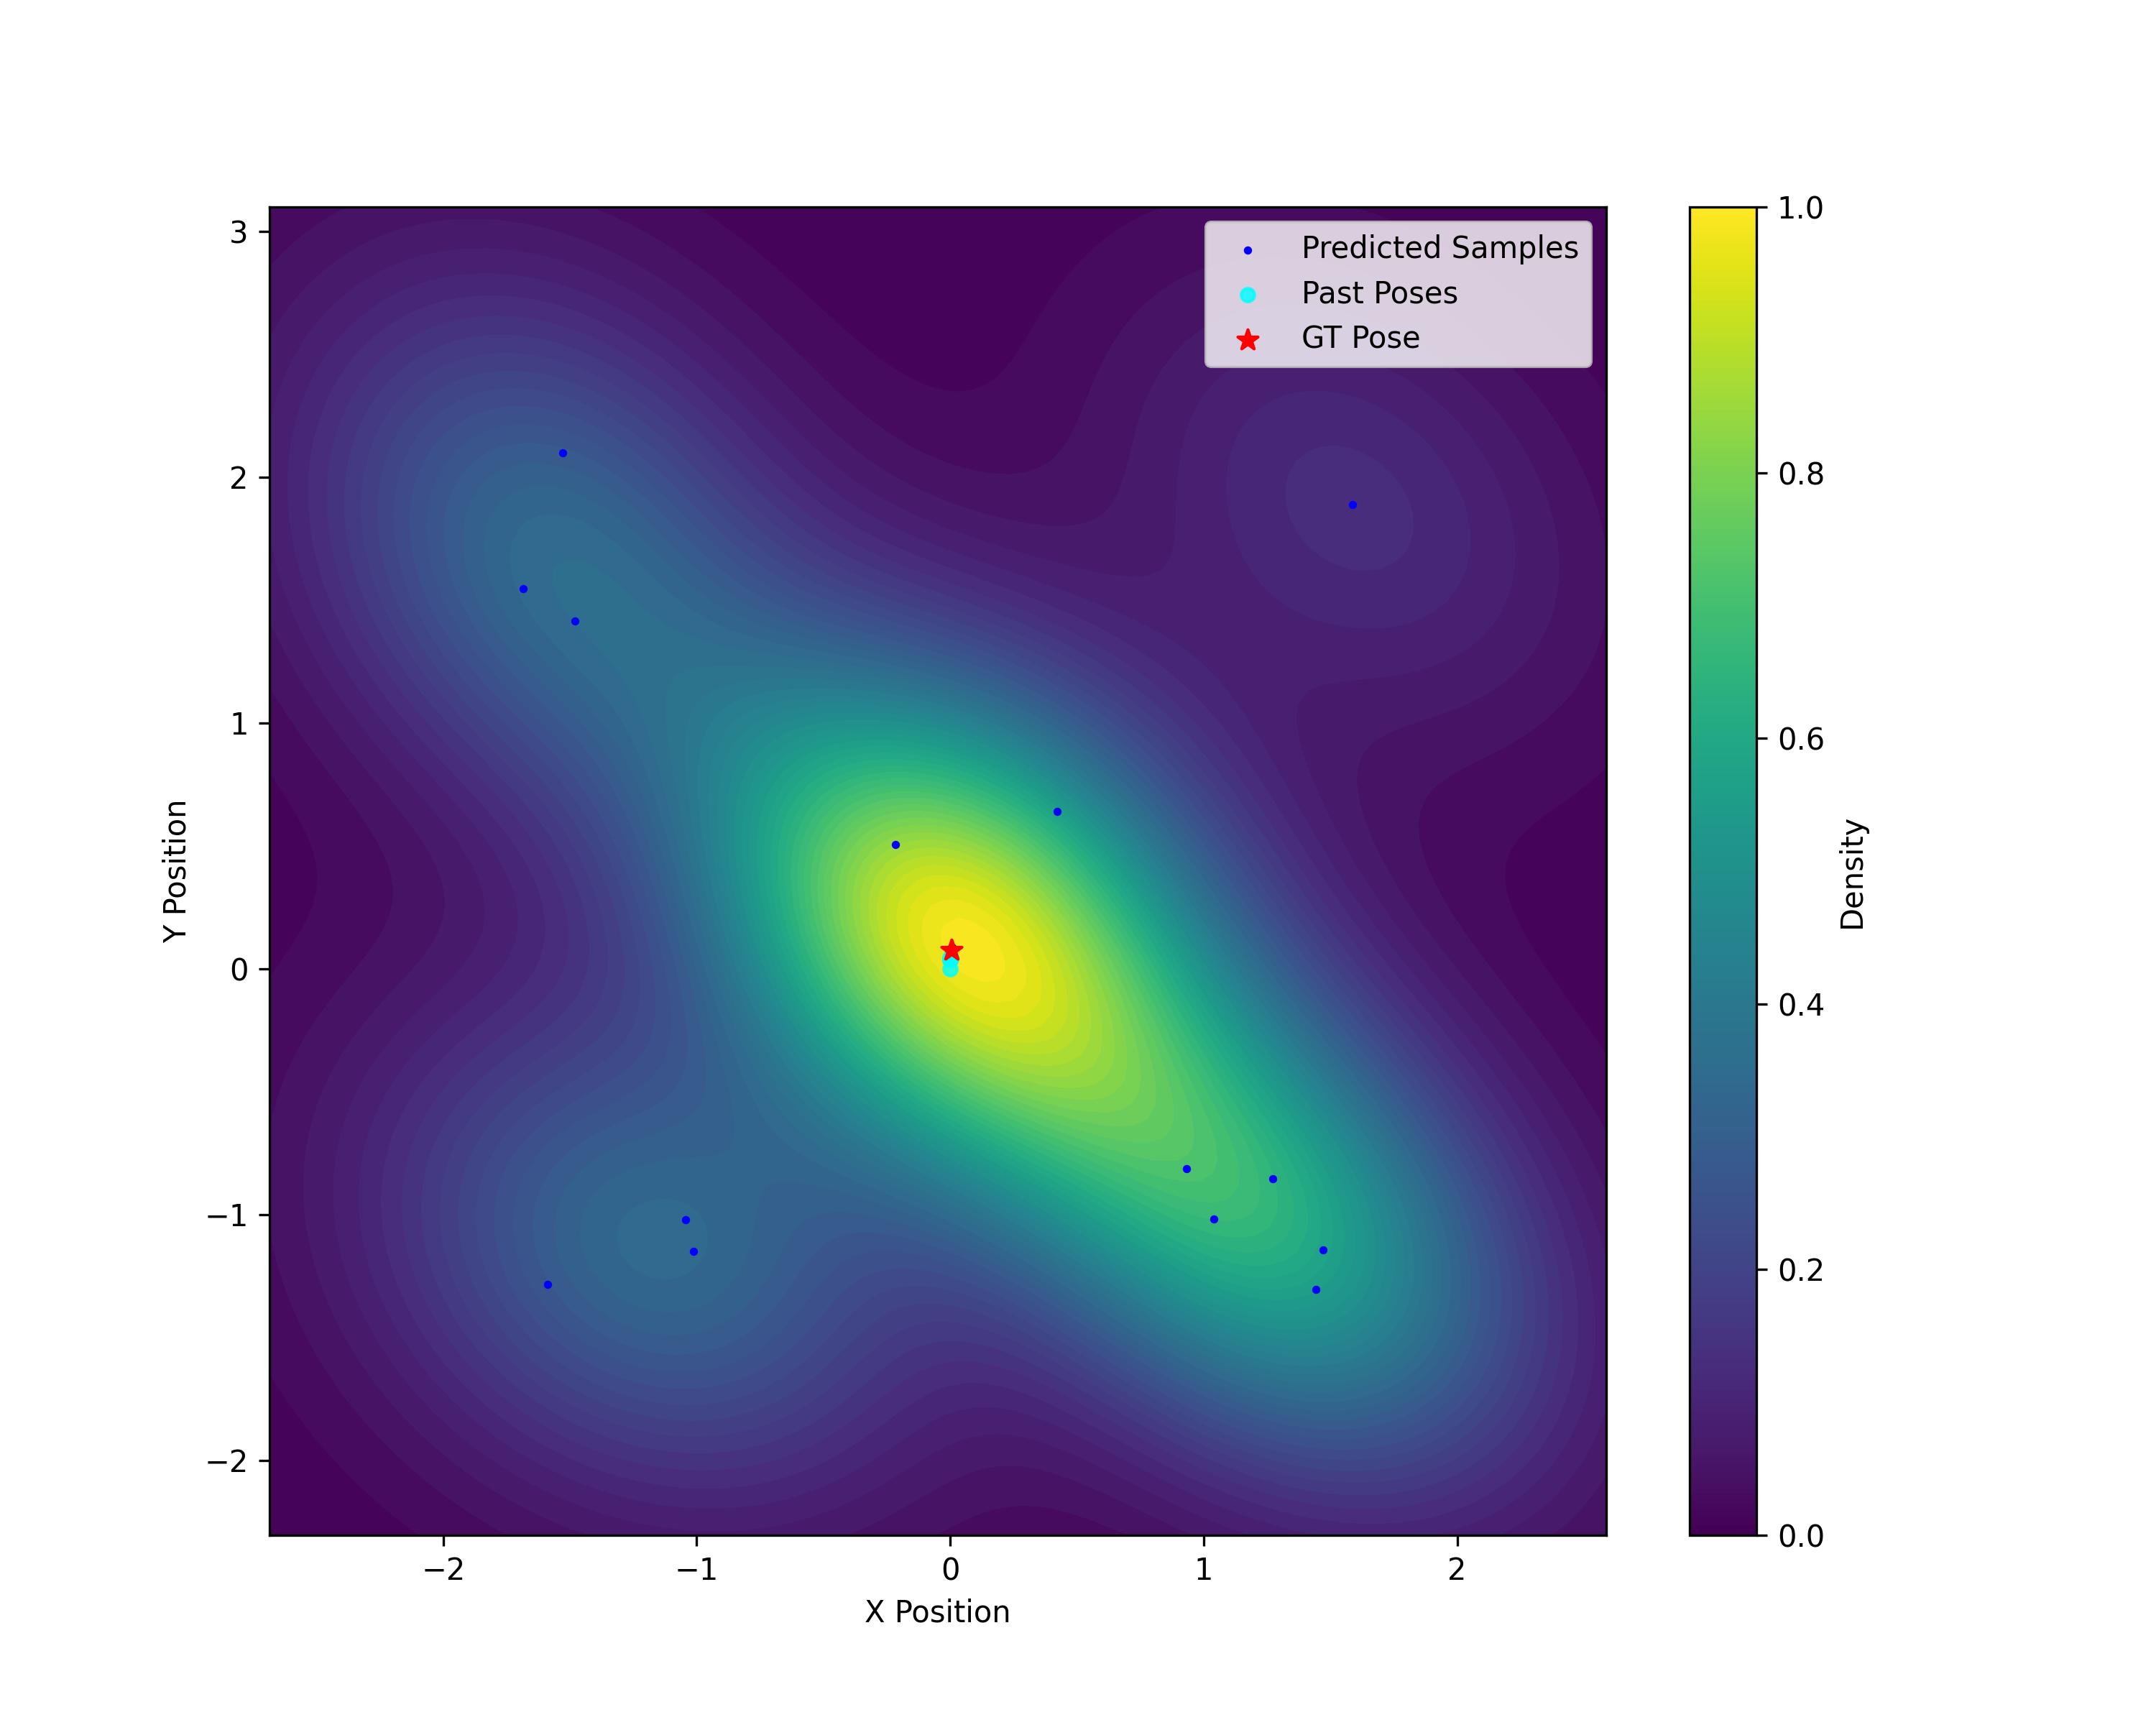 Predicted Samples
Past Poses
GT Pose
3
2
1
0
−1
−2
Y Position
−2
−1
0
1
2
X Position
1.0
0.8
0.6
0.4
0.2
0.0
Density